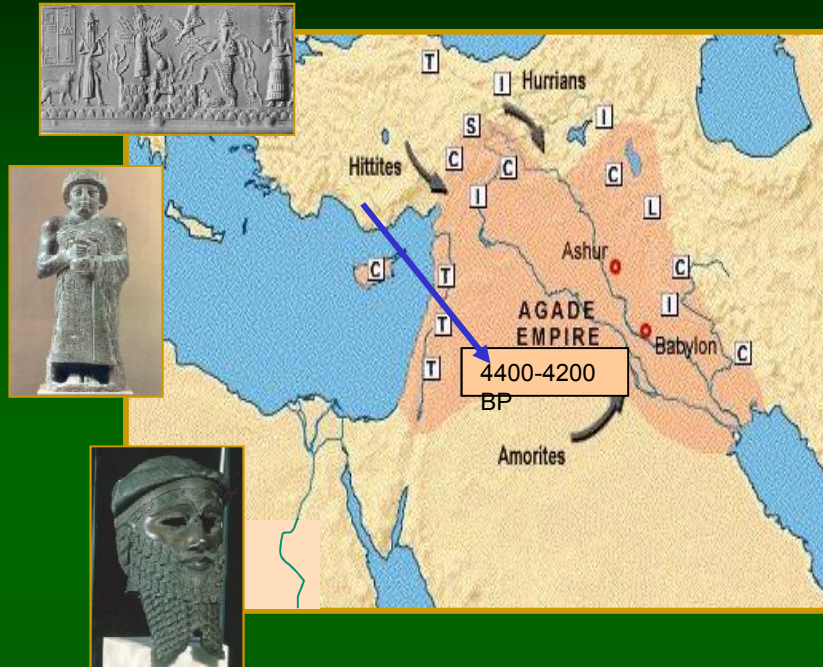 T
I
Hurrians
I
S
C
C
Hittites
C
I
L
Ashur
C
C
T
I
AGADE
EMPIRE
T
Babylon
C
T
4400-4200
BP
Amorites